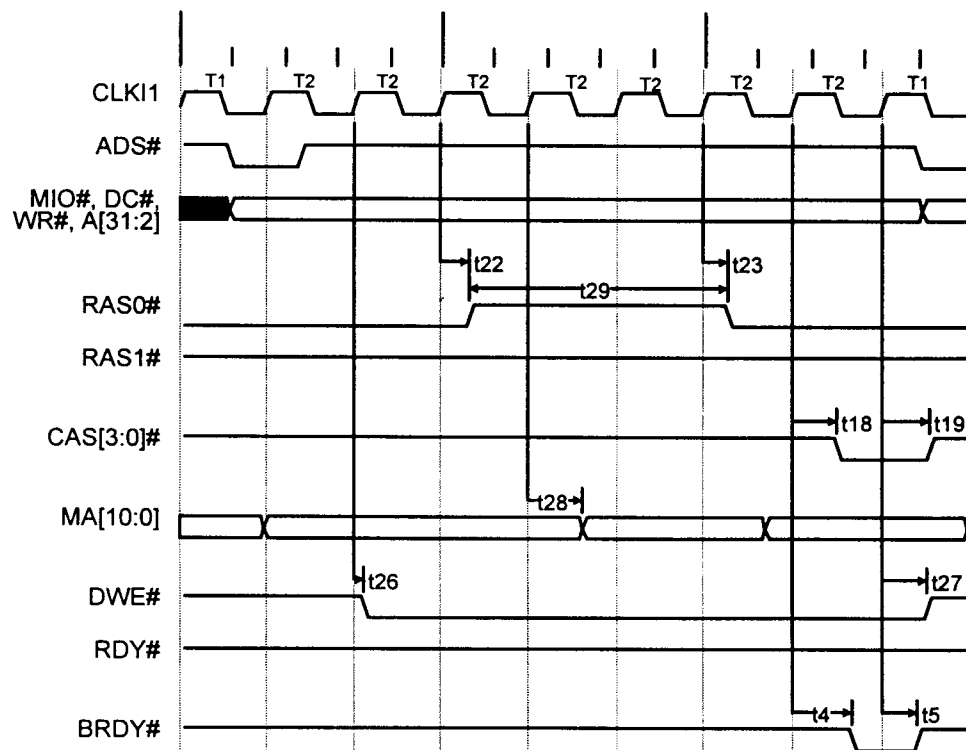 T1 T2 T2 T2 T2 T2 T2 T2 T1
CLKI1
ADS#
MIO#, DC#,
WR#, A[31:2]
t22 t23
t29
RAS0#
RAS1#
t18 t19
CAS[3:0]#
t28
MA[10:0]
t26 t27
DWE#
RDY#
t4 t5
BRDY#